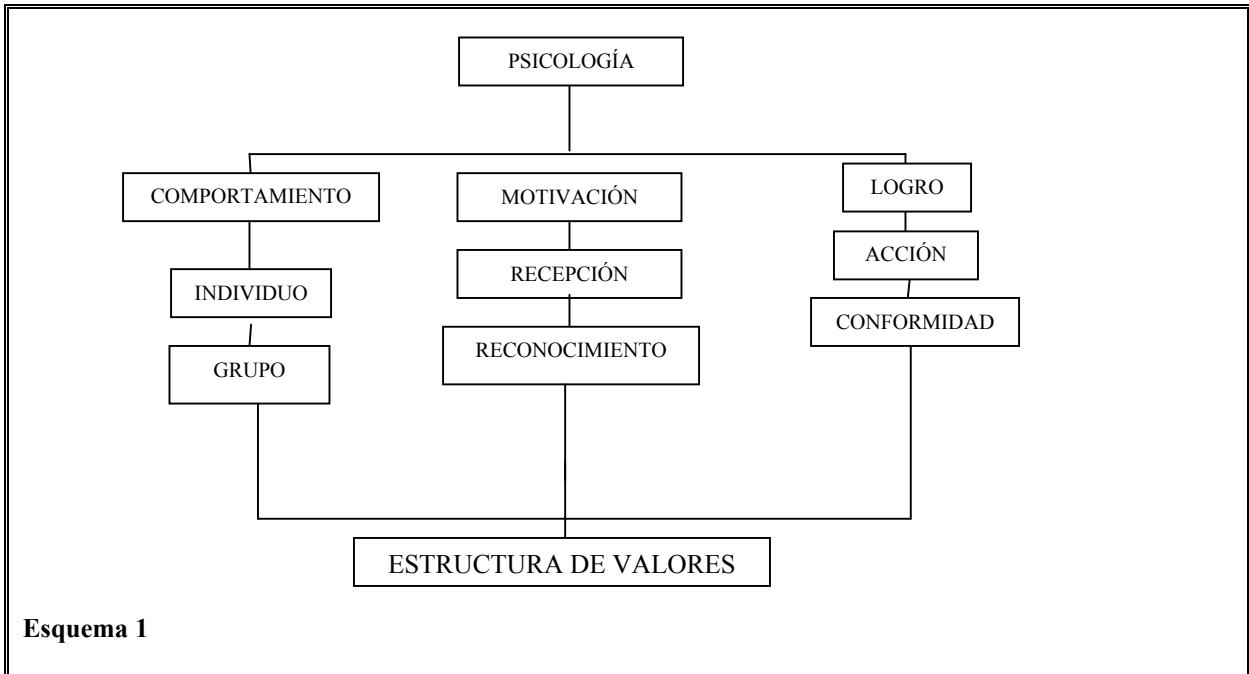 PSICOLOGÍA
COMPORTAMIENTO
MOTIVACIÓN
LOGRO
INDIVIDUO
RECEPCIÓN
ACCIÓN
GRUPO
RECONOCIMIENTO
CONFORMIDAD
ESTRUCTURA DE VALORES
Esquema 1